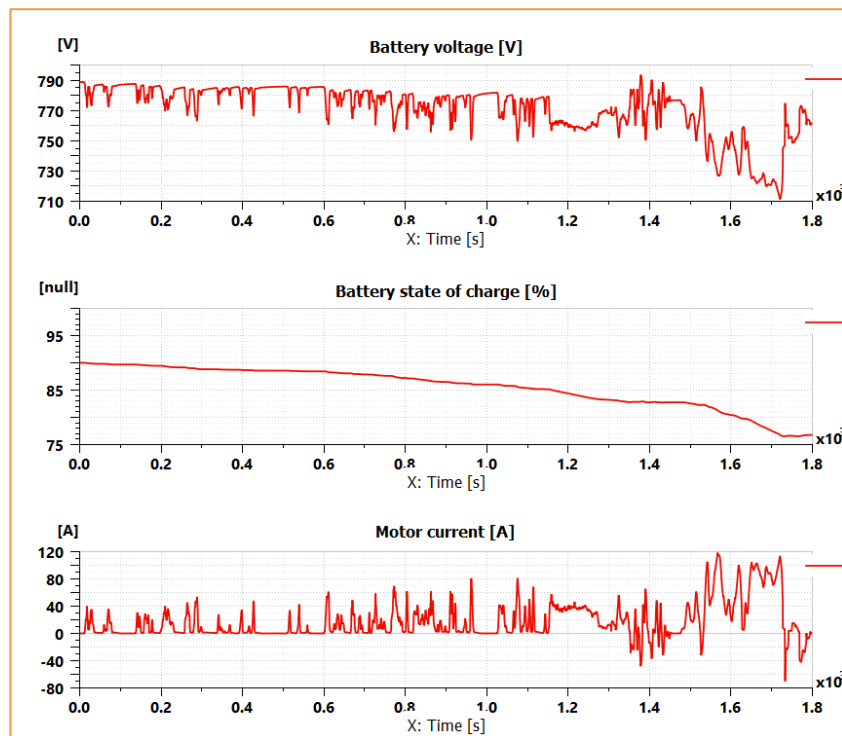 [V]
Battery voltage [V]
790
770
750
730
710
x10³
0.0 0.2 0.4 0.6 0.8 1.0 1.2 1.4 1.6 1.8
X: Time [s]
[null]
Battery state of charge [%]
95
85
75
x10³
0.0 0.2 0.4 0.6 0.8 1.0 1.2 1.4 1.6 1.8
X: Time [s]
[A]
Motor current [A]
120
80
40
0
-40
-80
x10³
0.0 0.2 0.4 0.6 0.8 1.0 1.2 1.4 1.6 1.8
X: Time [s]